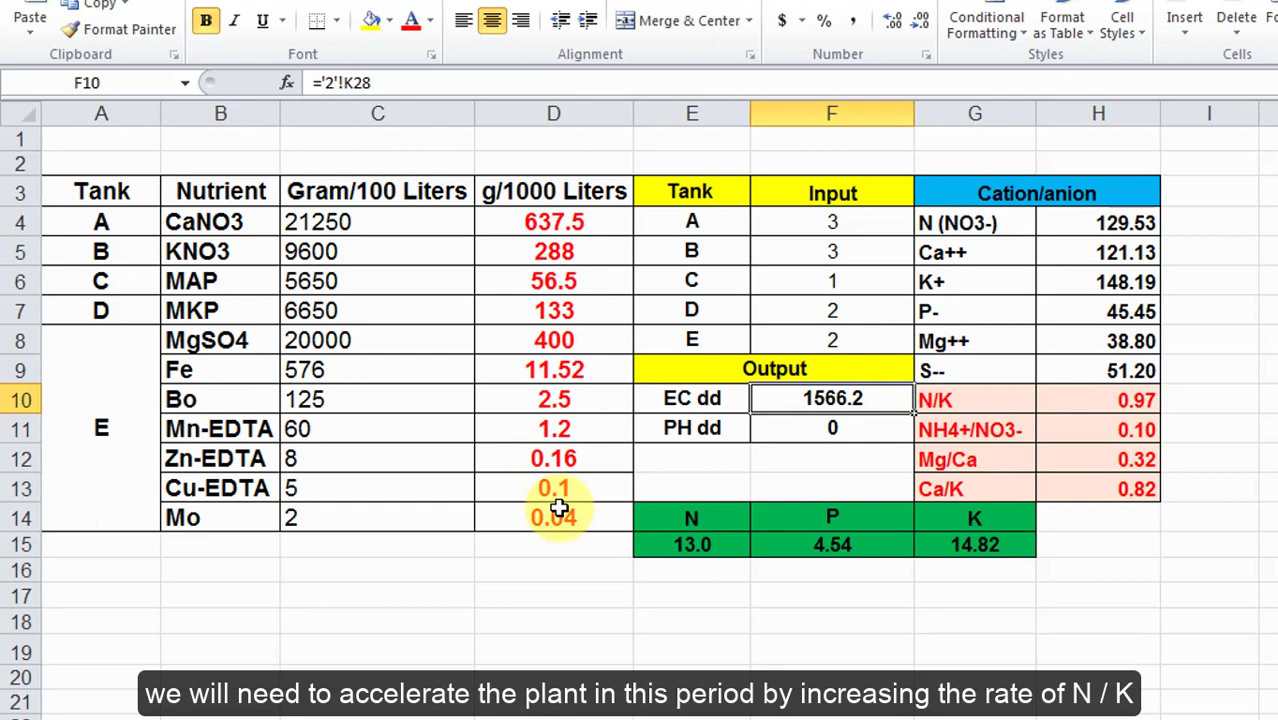 Paste
Copy
Format Painter
Clipboard
B I U
A
Font
Merge & Center
Alignment
$ % ,
Number
Conditional Formatting
Format as Table
Cell Styles
Styles
Insert
Delete
Cells
F10 fx ='2'!K28
A B C D E F G H I
1
2
3 Tank Nutrient Gram/100 Liters g/1000 Liters Tank Input Cation/anion
4 A CaNO3 21250 637.5 A 3 N (NO3-) 129.53
5 B KNO3 9600 288 B 3 Ca++ 121.13
6 C MAP 5650 56.5 C 1 K+ 148.19
7 D MKP 6650 133 D 2 P- 45.45
8 MgSO4 20000 400 E 2 Mg++ 38.80
9 Fe 576 11.52 Output S-- 51.20
10 Bo 125 2.5 EC dd 1566.2 N/K 0.97
11 E Mn-EDTA 60 1.2 PH dd 0 NH4+/NO3- 0.10
12 Zn-EDTA 8 0.16 Mg/Ca 0.32
13 Cu-EDTA 5 0.1 Ca/K 0.82
14 Mo 2 0.04 N P K
15 13.0 4.54 14.82
16
17
18
19
20
21
we will need to accelerate the plant in this period by increasing the rate of N / K